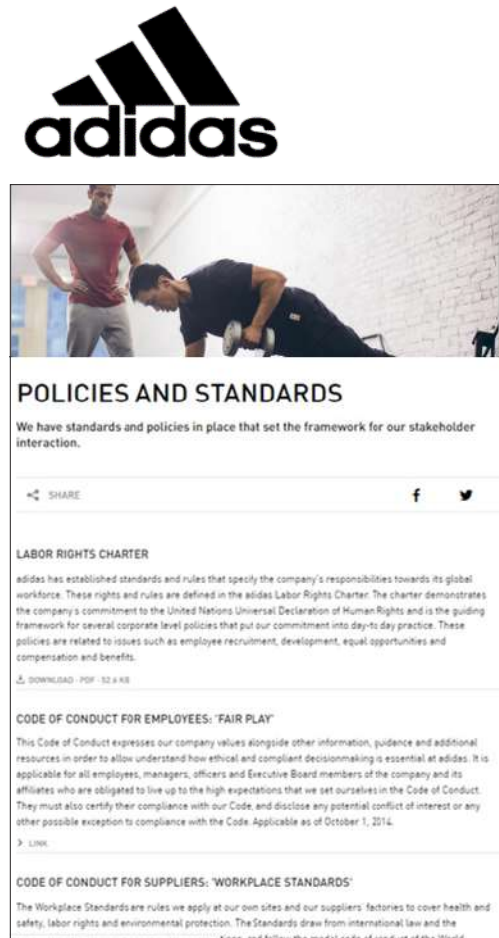 adidas
POLICIES AND STANDARDS
We have standards and policies in place that set the framework for our stakeholder
interaction.
SHARE
LABOR RIGHTS CHARTER
adidas has established standards and rules that specify the company's responsibilities towards its global
workforce. These rights and rules are defined in the adidas Labor Rights Charter. The charter demonstrates
the company's commitment to the United Nations Universal Declaration of Human Rights and is the guiding
framework for several corporate level policies that put our commitment into day-to day practice. These
policies are related to issues such as employee recruitment, development, equal opportunities and
compensation and benefits.
DOWNLOAD - PDF - 52.6 KB
CODE OF CONDUCT FOR EMPLOYEES: "FAIR PLAY"
This Code of Conduct expresses our company values alongside other information, guidance and additional
resources in order to allow understand how ethical and compliant decisionmaking is essential at adidas. It is
applicable for all employees, managers, officers and Executive Board members of the company and its
affiliates who are obligated to live up to the high expectations that we set ourselves in the Code of Conduct.
They must also certify their compliance with our Code, and disclose any potential conflict of interest or any
other possible exception to compliance with the Code. Applicable as of October 1, 2014.
LINK
CODE OF CONDUCT FOR SUPPLIERS: 'WORKPLACE STANDARDS'
The Workplace Standards are rules we apply at our own sites and our suppliers' factories to cover health and
safety, labor rights and environmental protection. The Standards draw from international law and the
and follow the model code of conduct of the World